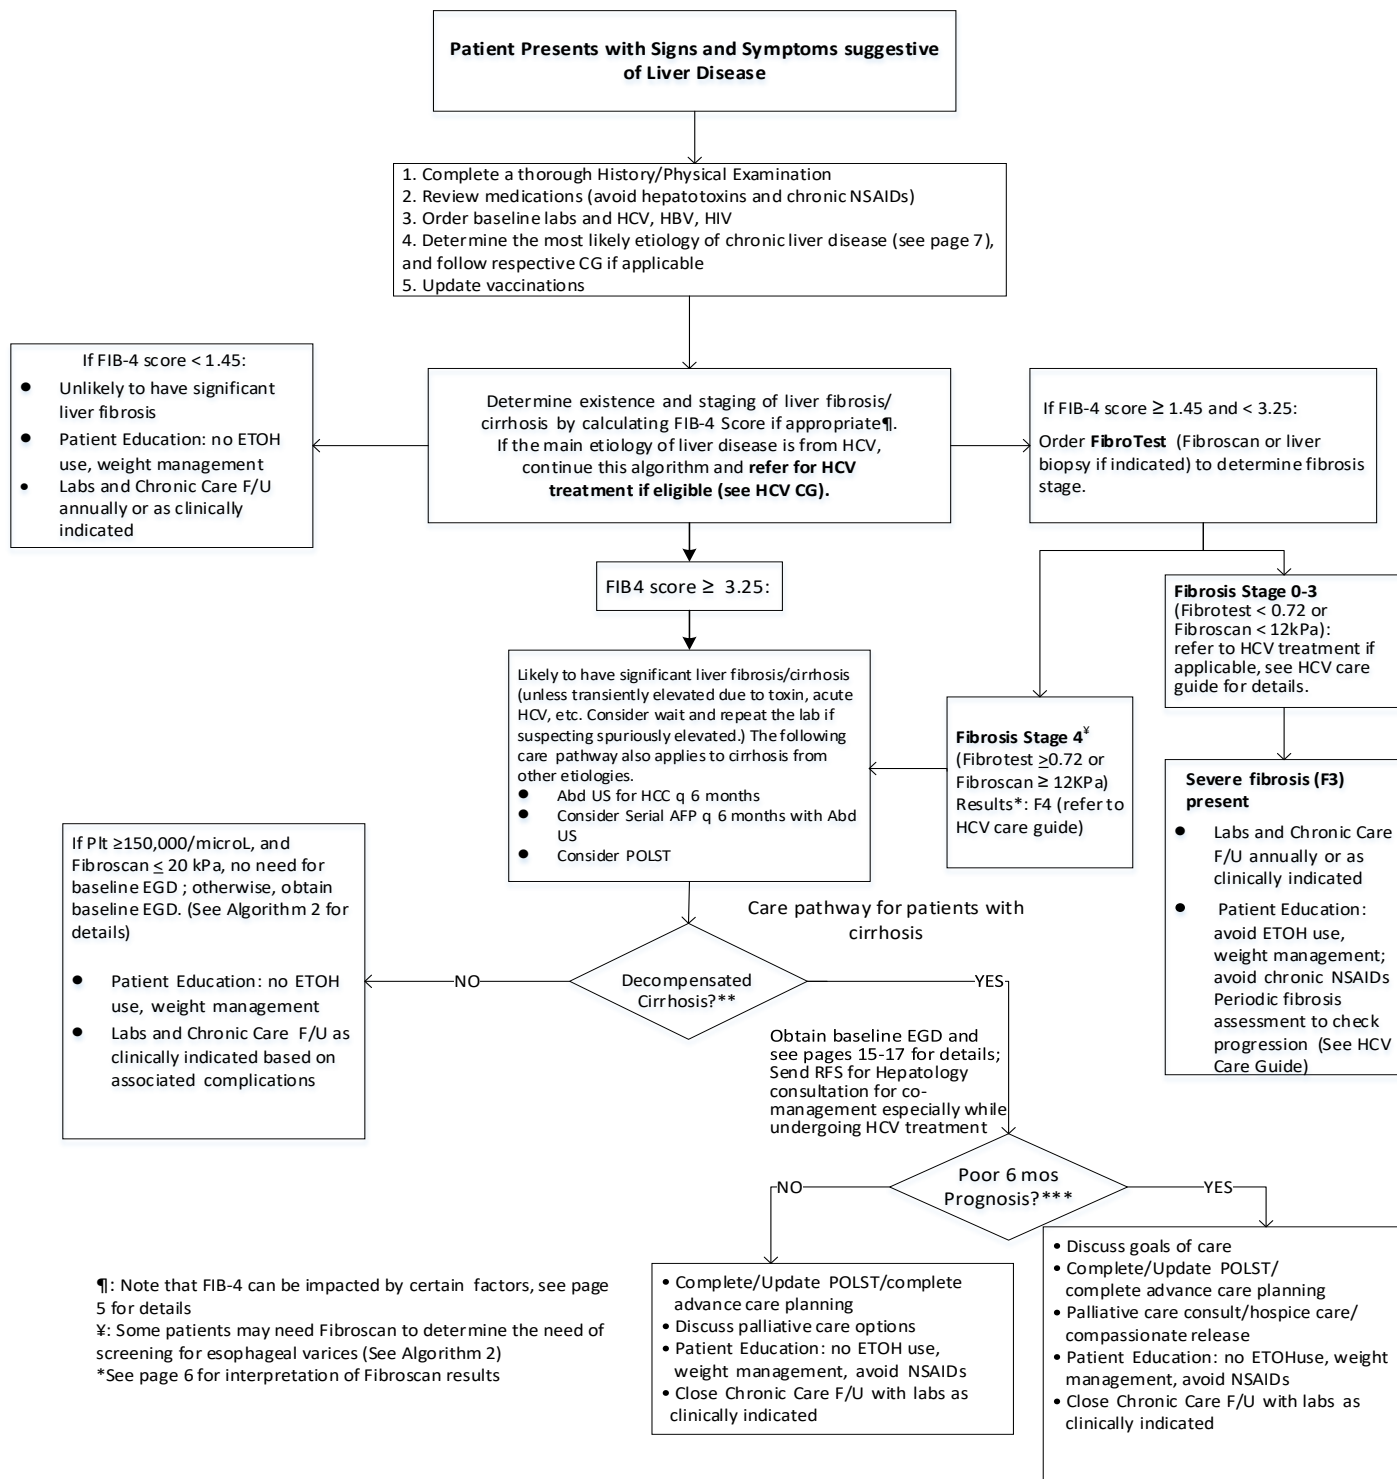 Patient Presents with Signs and Symptoms suggestive
of Liver Disease
1. Complete a thorough History/Physical Examination
2. Review medications (avoid hepatotoxins and chronic NSAIDs)
3. Order baseline labs and HCV, HBV, HIV
4. Determine the most likely etiology of chronic liver disease (see page 7),
and follow respective CG if applicable
5. Update vaccinations
If FIB-4 score < 1.45:
● Unlikely to have significant
liver fibrosis
● Patient Education: no ETOH
use, weight management
● Labs and Chronic Care F/U
annually or as clinically
indicated
Determine existence and staging of liver fibrosis/
cirrhosis by calculating FIB-4 Score if appropriate¶.
If the main etiology of liver disease is from HCV,
continue this algorithm and refer for HCV
treatment if eligible (see HCV CG).
If FIB-4 score ≥ 1.45 and < 3.25:
Order FibroTest (Fibroscan or liver
biopsy if indicated) to determine fibrosis
stage.
FIB4 score ≥ 3.25:
Fibrosis Stage 0-3
(Fibrotest < 0.72 or
Fibroscan < 12kPa):
refer to HCV treatment if
applicable, see HCV care
guide for details.
Likely to have significant liver fibrosis/cirrhosis
(unless transiently elevated due to toxin, acute
HCV, etc. Consider wait and repeat the lab if
suspecting spuriously elevated.) The following
care pathway also applies to cirrhosis from
other etiologies.
● Abd US for HCC q 6 months
● Consider Serial AFP q 6 months with Abd
US
● Consider POLST
Fibrosis Stage 4¥
(Fibrotest ≥0.72 or
Fibroscan ≥ 12KPa)
Results*: F4 (refer to
HCV care guide)
Severe fibrosis (F3)
present
● Labs and Chronic Care
F/U annually or as
clinically indicated
● Patient Education:
avoid ETOH use,
weight management;
avoid chronic NSAIDs
Periodic fibrosis
assessment to check
progression (See HCV
Care Guide)
If Plt ≥150,000/microL, and
Fibroscan ≤ 20 kPa, no need for
baseline EGD ; otherwise, obtain
baseline EGD. (See Algorithm 2 for
details)
● Patient Education: no ETOH
use, weight management
● Labs and Chronic Care F/U as
clinically indicated based on
associated complications
Care pathway for patients with
cirrhosis
NO
Decompensated
Cirrhosis?**
YES
Obtain baseline EGD and
see pages 15-17 for details;
Send RFS for Hepatology
consultation for co-
management especially while
undergoing HCV treatment
NO
Poor 6 mos
Prognosis?***
YES
• Complete/Update POLST/complete
advance care planning
• Discuss palliative care options
• Patient Education: no ETOH use,
weight management, avoid NSAIDs
• Close Chronic Care F/U with labs as
clinically indicated
• Discuss goals of care
• Complete/Update POLST/
complete advance care planning
• Palliative care consult/hospice care/
compassionate release
• Patient Education: no ETOHuse, weight
management, avoid NSAIDs
• Close Chronic Care F/U with labs as
clinically indicated
¶: Note that FIB-4 can be impacted by certain factors, see page
5 for details
¥: Some patients may need Fibroscan to determine the need of
screening for esophageal varices (See Algorithm 2)
*See page 6 for interpretation of Fibroscan results